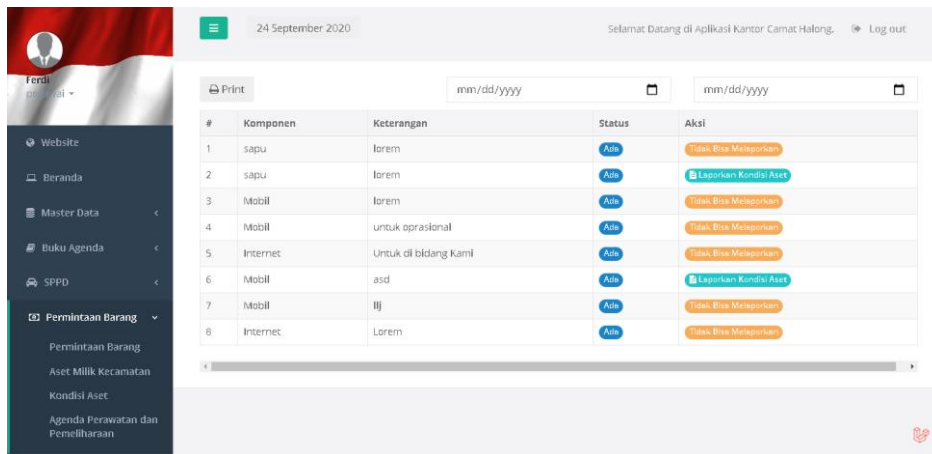 24 September 2020 Selamat Datang di Aplikasi Kantor Camat Halong. Log out
Ferdi
Print mm/dd/yyyy mm/dd/yyyy
# Komponen Keterangan Status Aksi
1 sapu lorem Ada Tidak Bisa Melaporkan
2 sapu lorem Ada Laporkan Kondisi Aset
3 Mobil lorem Ada Tidak Bisa Melaporkan
4 Mobil untuk oprasional Ada Tidak Bisa Melaporkan
5 Internet Untuk di bidang Kami Ada Tidak Bisa Melaporkan
6 Mobil asd Ada Laporkan Kondisi Aset
7 Mobil Ada Tidak Bisa Melaporkan
8 Internet Lorem Ada Tidak Bisa Melaporkan
Website
Beranda
Master Data
Buku Agenda
SPPD
Permintaan Barang
Permintaan Barang
Aset Milik Kecamatan
Kondisi Aset
Agenda Perawatan dan
Pemeliharaan